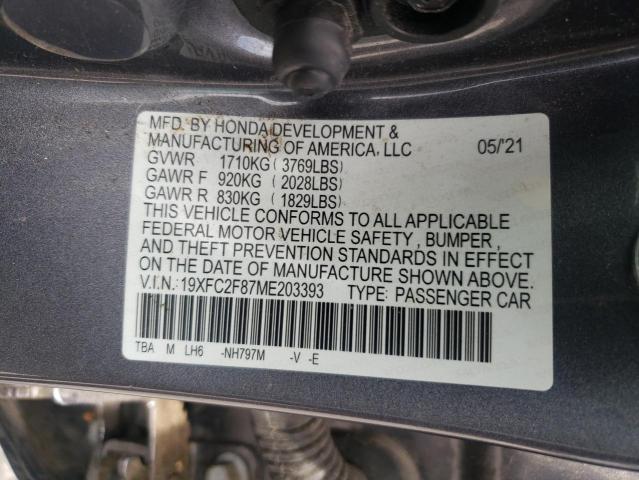 MFD. BY HONDA DEVELOPMENT &
MANUFACTURING OF AMERICA, LLC 05/'21
GVWR 1710KG (3769LBS)
GAWR F 920KG (2028LBS)
GAWR R 830KG (1829LBS)
THIS VEHICLE CONFORMS TO ALL APPLICABLE
FEDERAL MOTOR VEHICLE SAFETY, BUMPER,
AND THEFT PREVENTION STANDARDS IN EFFECT
ON THE DATE OF MANUFACTURE SHOWN ABOVE.
V.I.N.: 19XFC2F87ME203393 TYPE: PASSENGER CAR
TBA M LH6 -NH797M -V -E